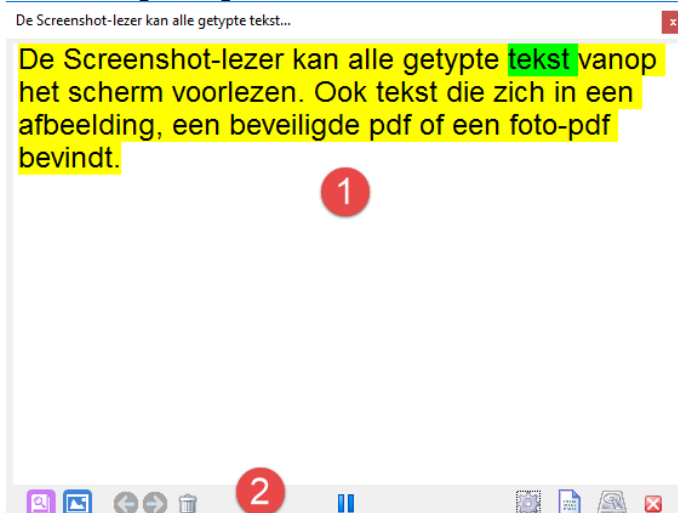 De Screenshot-lezer kan alle getypte tekst...
x
De Screenshot-lezer kan alle getypte tekst vanop
het scherm voorlezen. Ook tekst die zich in een
afbeelding, een beveiligde pdf of een foto-pdf
bevindt.
1
2